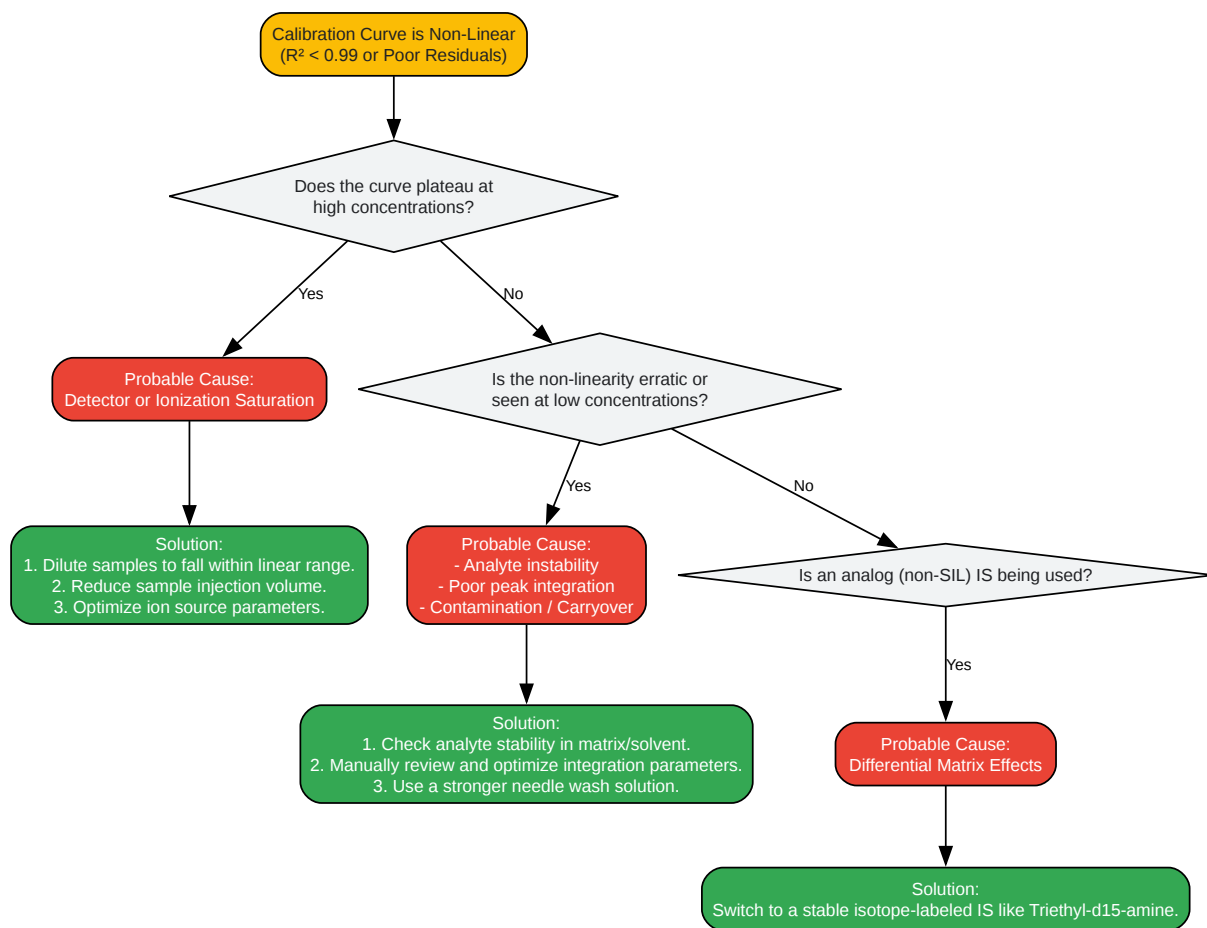 Calibration Curve is Non-Linear
(R² < 0.99 or Poor Residuals)
Does the curve plateau at
high concentrations?
Yes
No
Probable Cause:
Detector or Ionization Saturation
Is the non-linearity erratic or
seen at low concentrations?
Yes
No
Solution:
1. Dilute samples to fall within linear range.
2. Reduce sample injection volume.
3. Optimize ion source parameters.
Probable Cause:
- Analyte instability
- Poor peak integration
- Contamination / Carryover
Is an analog (non-SIL) IS being used?
Yes
Solution:
1. Check analyte stability in matrix/solvent.
2. Manually review and optimize integration parameters.
3. Use a stronger needle wash solution.
Probable Cause:
Differential Matrix Effects
Solution:
Switch to a stable isotope-labeled IS like Triethyl-d15-amine.